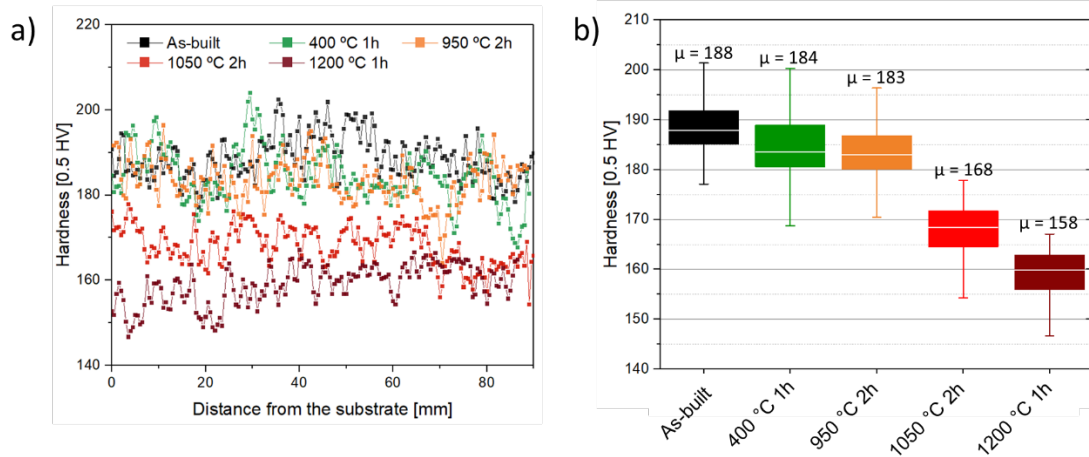 a)
220
200
180
160
140
Hardness [0.5 HV]
As-built
400 ºC 1h
950 ºC 2h
1050 ºC 2h
1200 ºC 1h
0
20
40
60
80
Distance from the substrate [mm]
b)
210
200
190
180
170
160
150
140
Hardness [0.5 HV]
μ = 188
μ = 184
μ = 183
μ = 168
μ = 158
As-built
400 °C 1h
950 °C 2h
1050 °C 2h
1200 °C 1h